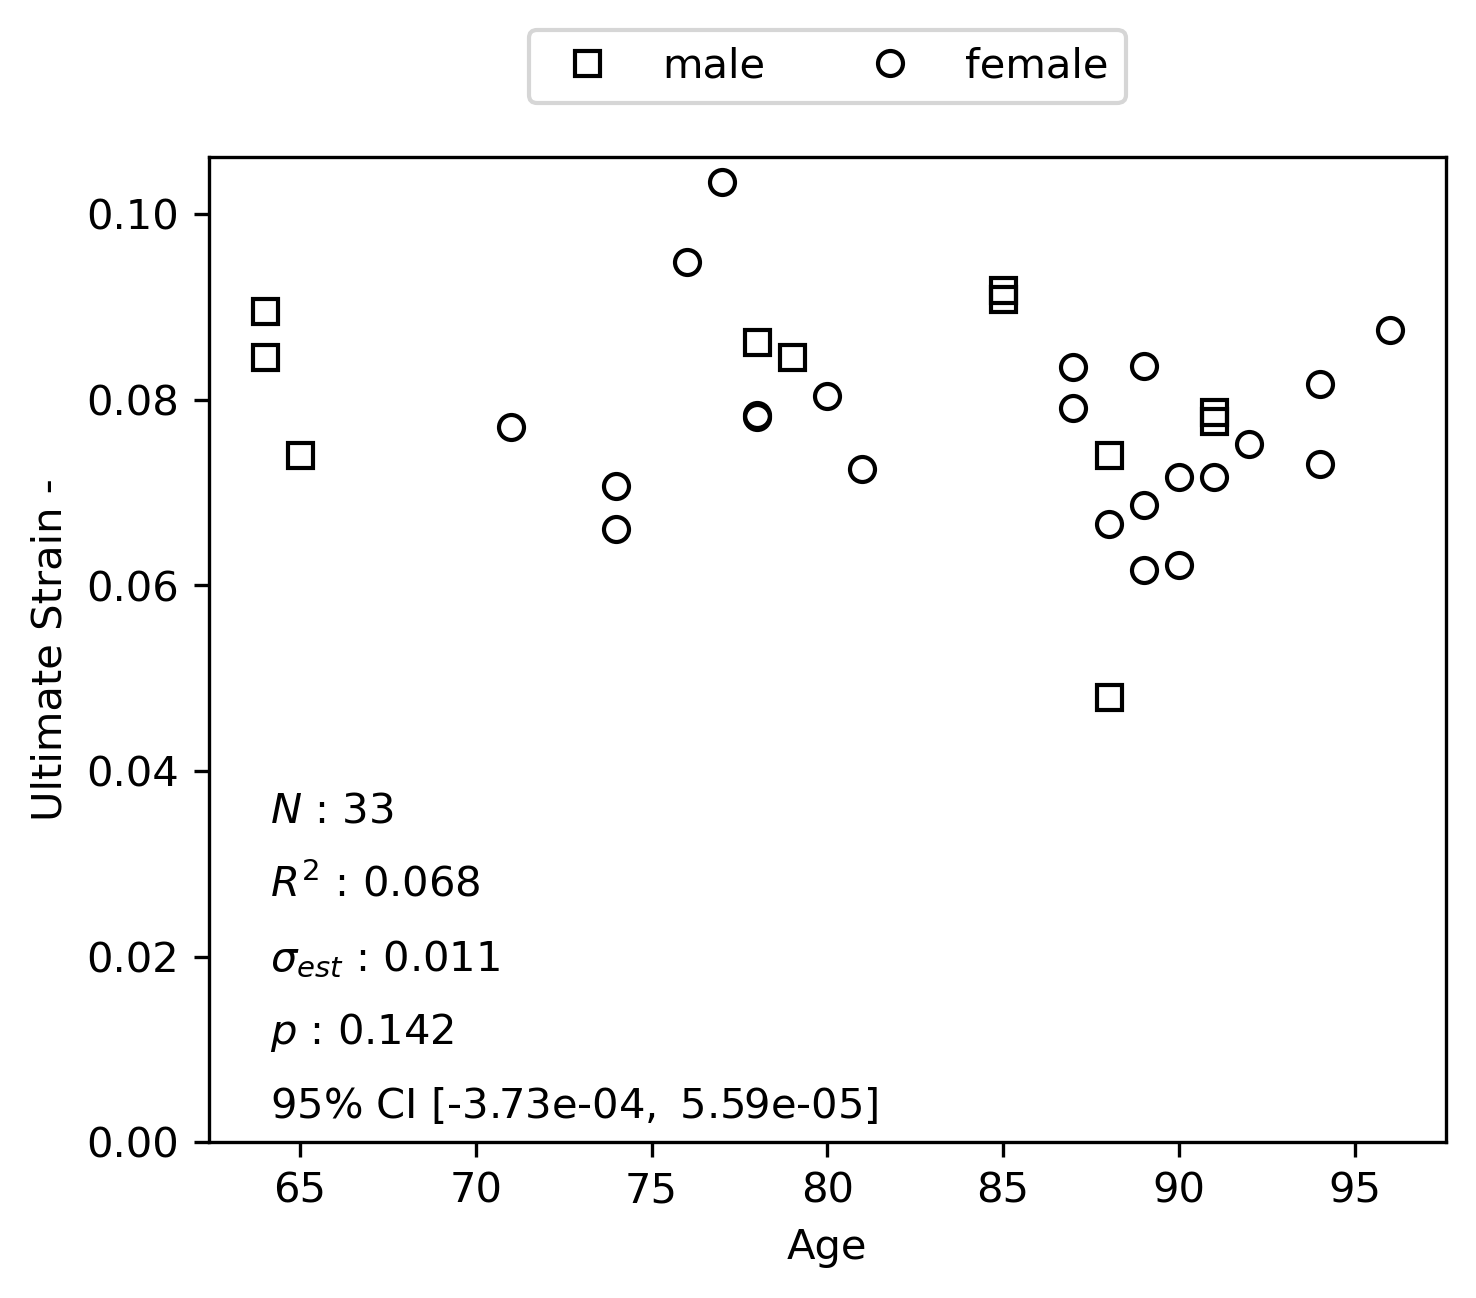 male female
0.10
0.08
0.06
0.04
0.02
0.00
Ultimate Strain -
N : 33
R² : 0.068
σest : 0.011
p : 0.142
95% CI [-3.73e-04, 5.59e-05]
65 70 75 80 85 90 95
Age